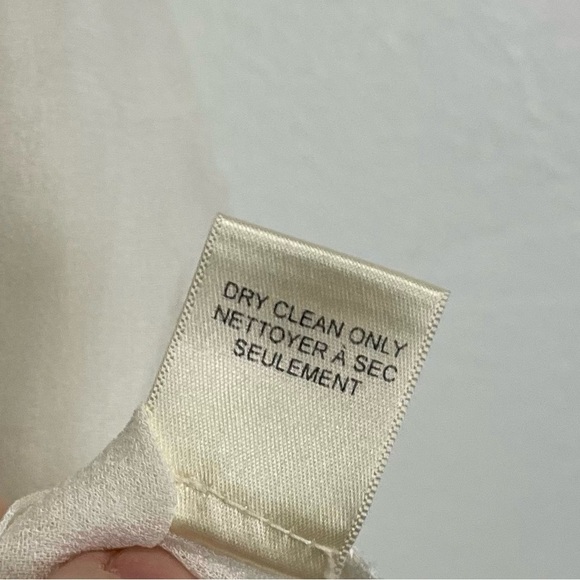 DRY CLEAN ONLY
NETTOYER À SEC
SEULEMENT